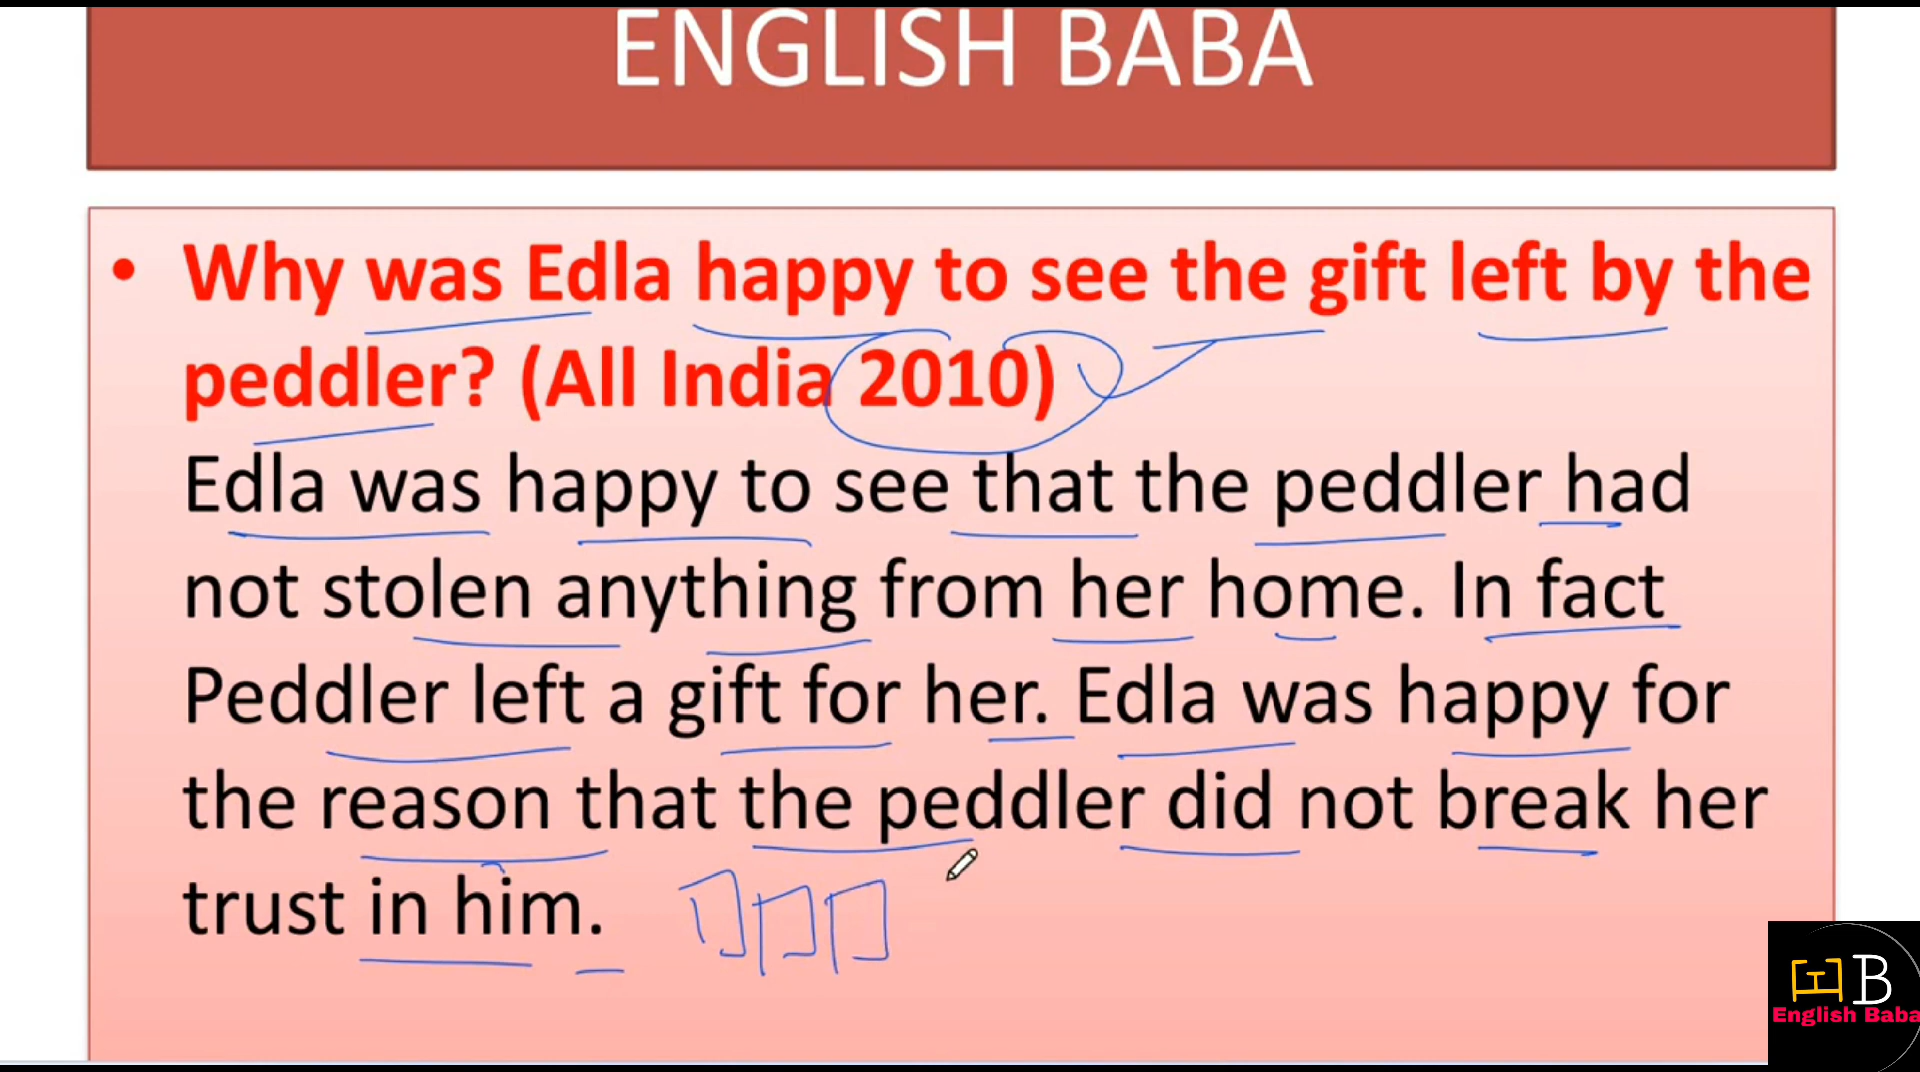 ENGLISH BABA
• Why was Edla happy to see the gift left by the
peddler? (All India 2010)
Edla was happy to see that the peddler had
not stolen anything from her home. In fact
Peddler left a gift for her. Edla was happy for
the reason that the peddler did not break her
trust in him.
EB
English Baba